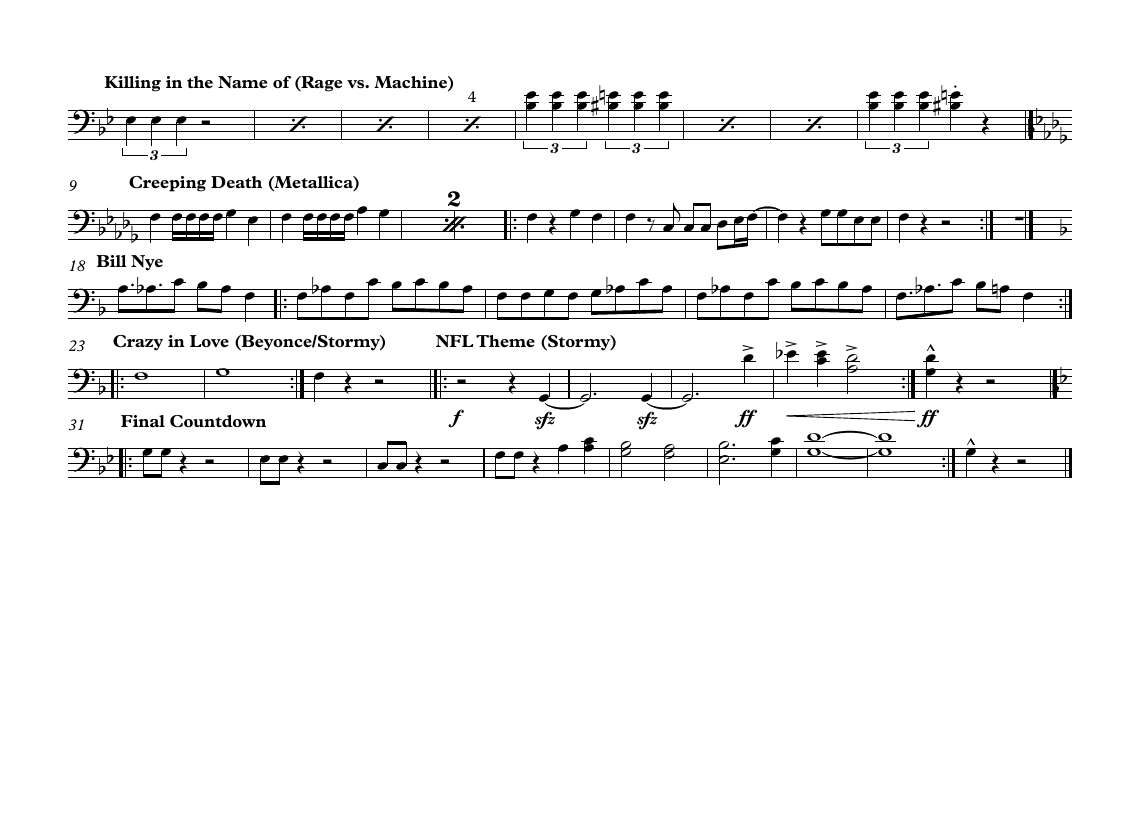 Killing in the Name of (Rage vs. Machine)
4
3 3 3 3
9 Creeping Death (Metallica)
2
18 Bill Nye
23 Crazy in Love (Beyonce/Stormy) NFL Theme (Stormy)
f sfz sfz ff ff
31 Final Countdown